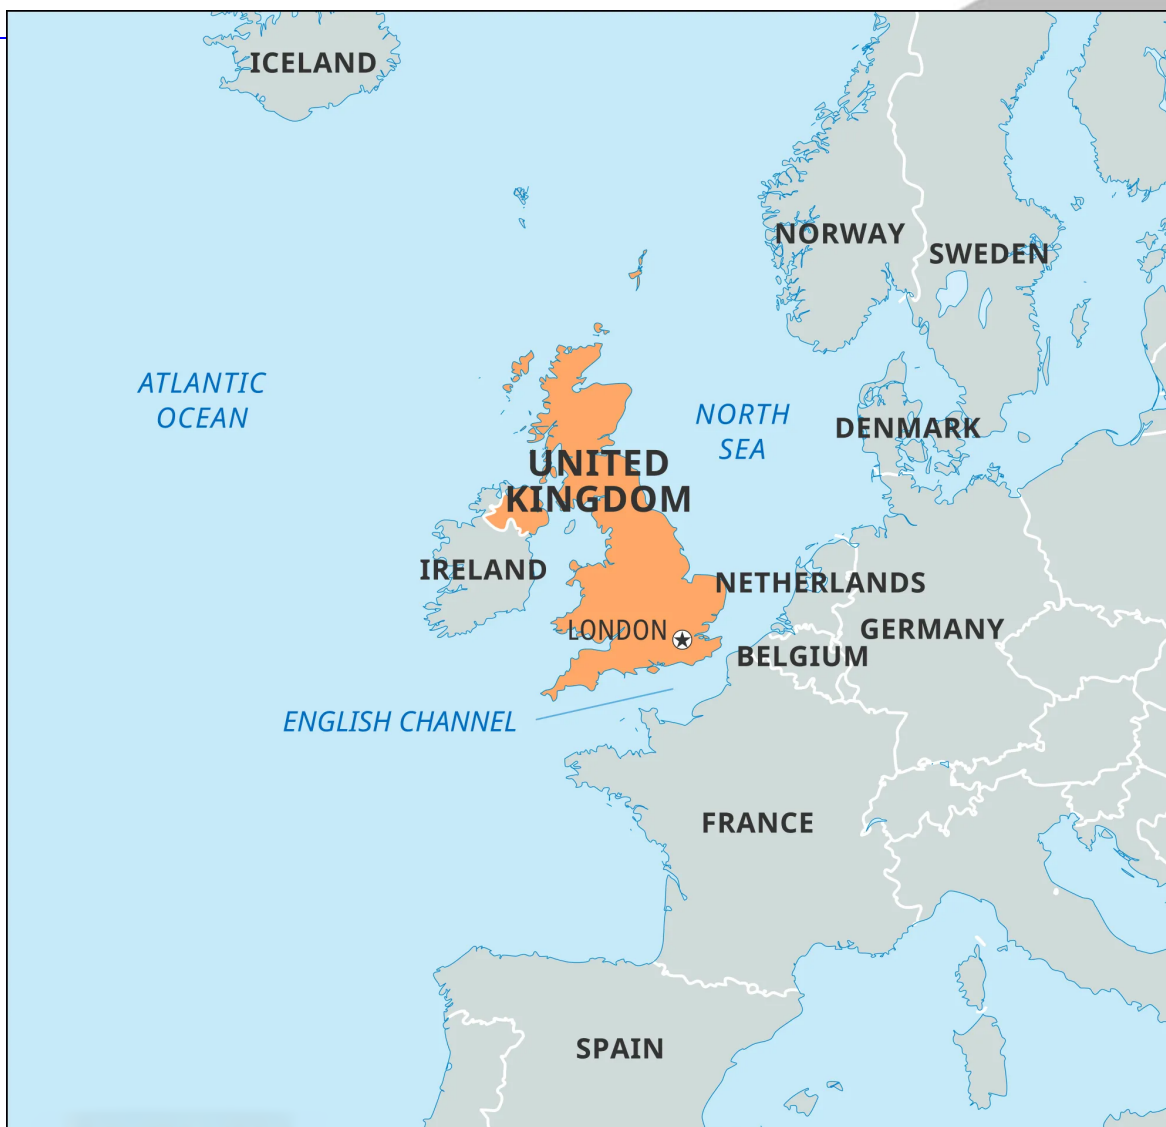 ICELAND
NORWAY
SWEDEN
ATLANTIC
OCEAN
NORTH
SEA
DENMARK
UNITED
KINGDOM
IRELAND
NETHERLANDS
LONDON
GERMANY
BELGIUM
ENGLISH CHANNEL
FRANCE
SPAIN